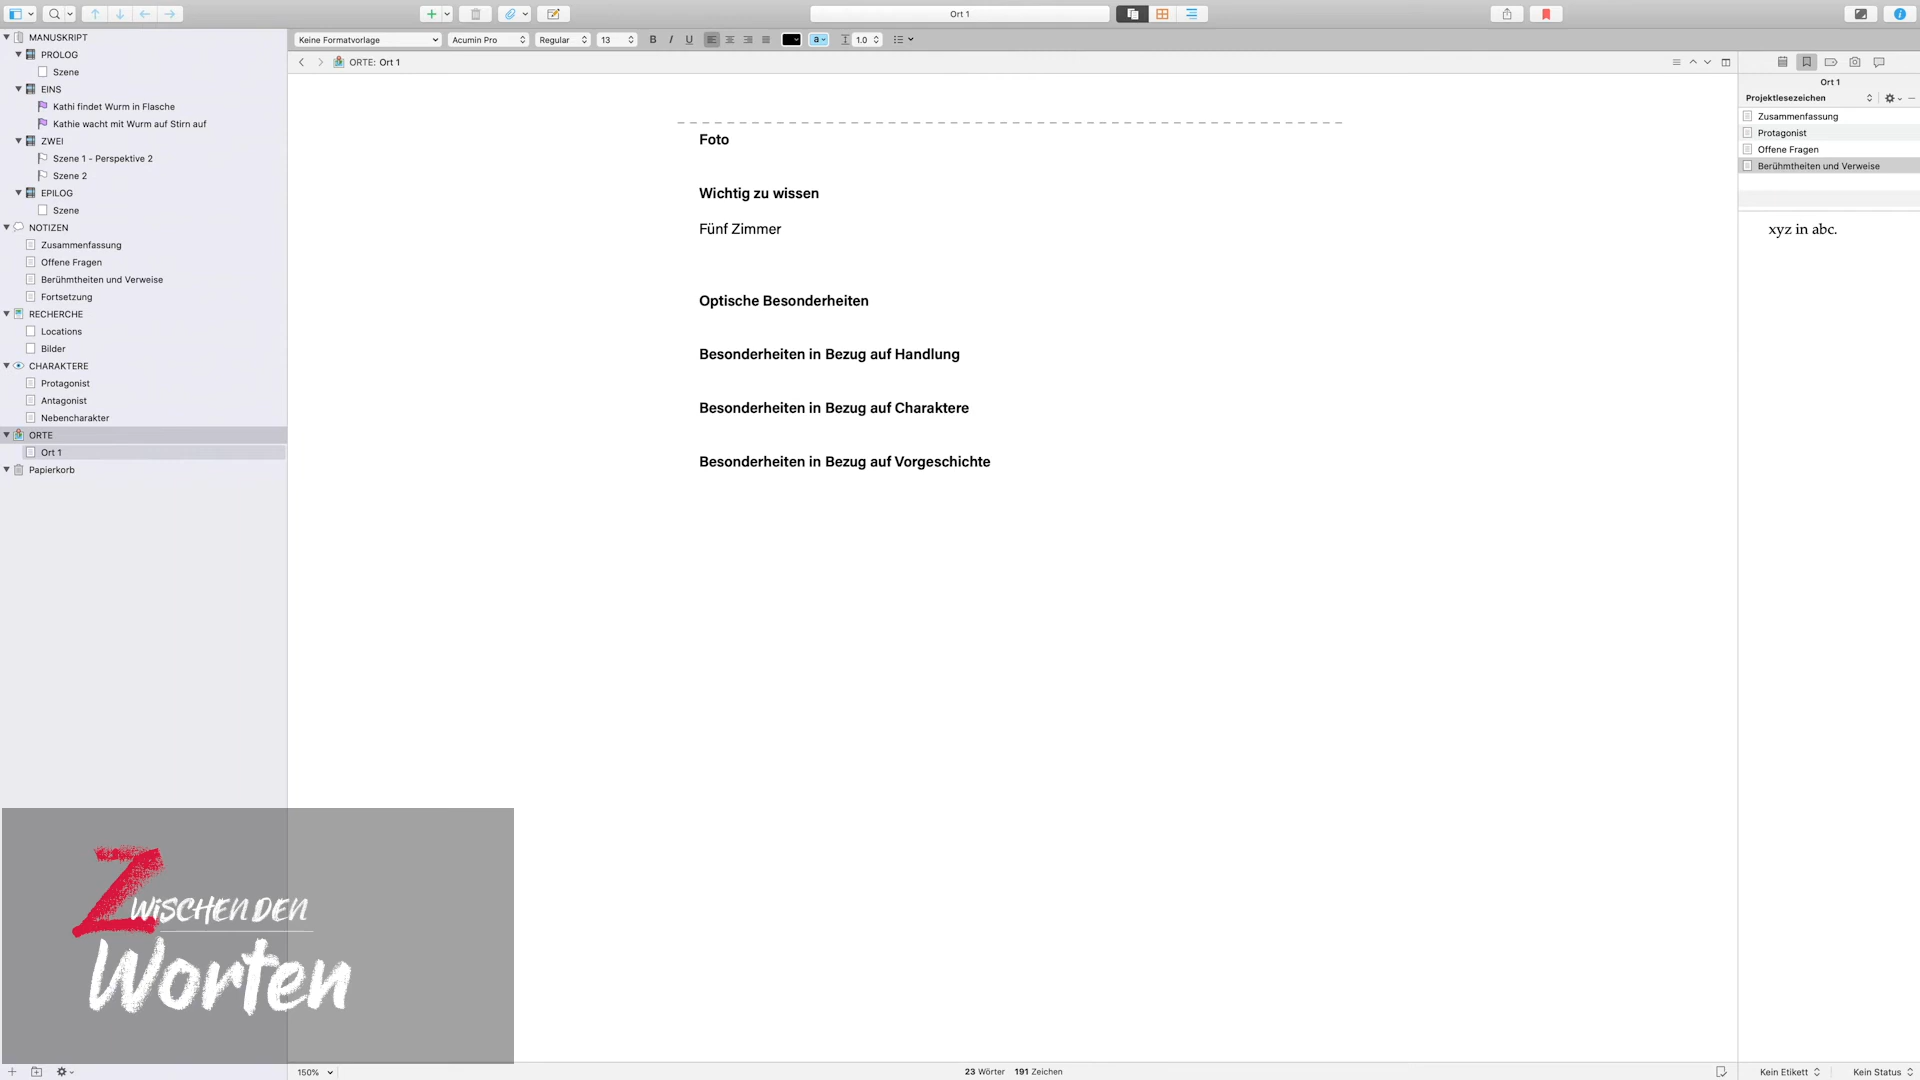 Ort 1
Keine Formatvorlage
Acumin Pro
Regular
13
B
I
U
a
1.0
MANUSKRIPT
PROLOG
Szene
EINS
Kathi findet Wurm in Flasche
Kathie wacht mit Wurm auf Stirn auf
ZWEI
Szene 1 - Perspektive 2
Szene 2
EPILOG
Szene
NOTIZEN
Zusammenfassung
Offene Fragen
Berühmtheiten und Verweise
Fortsetzung
RECHERCHE
Locations
Bilder
CHARAKTERE
Protagonist
Antagonist
Nebencharakter
ORTE
Ort 1
Papierkorb
ORTE: Ort 1
Foto
Wichtig zu wissen
Fünf Zimmer
Optische Besonderheiten
Besonderheiten in Bezug auf Handlung
Besonderheiten in Bezug auf Charaktere
Besonderheiten in Bezug auf Vorgeschichte
Ort 1
Projektlesezeichen
Zusammenfassung
Protagonist
Offene Fragen
Berühmtheiten und Verweise
xyz in abc.
ZWISCHEN DEN
Worten
150%
23 Wörter 191 Zeichen
Kein Etikett
Kein Status